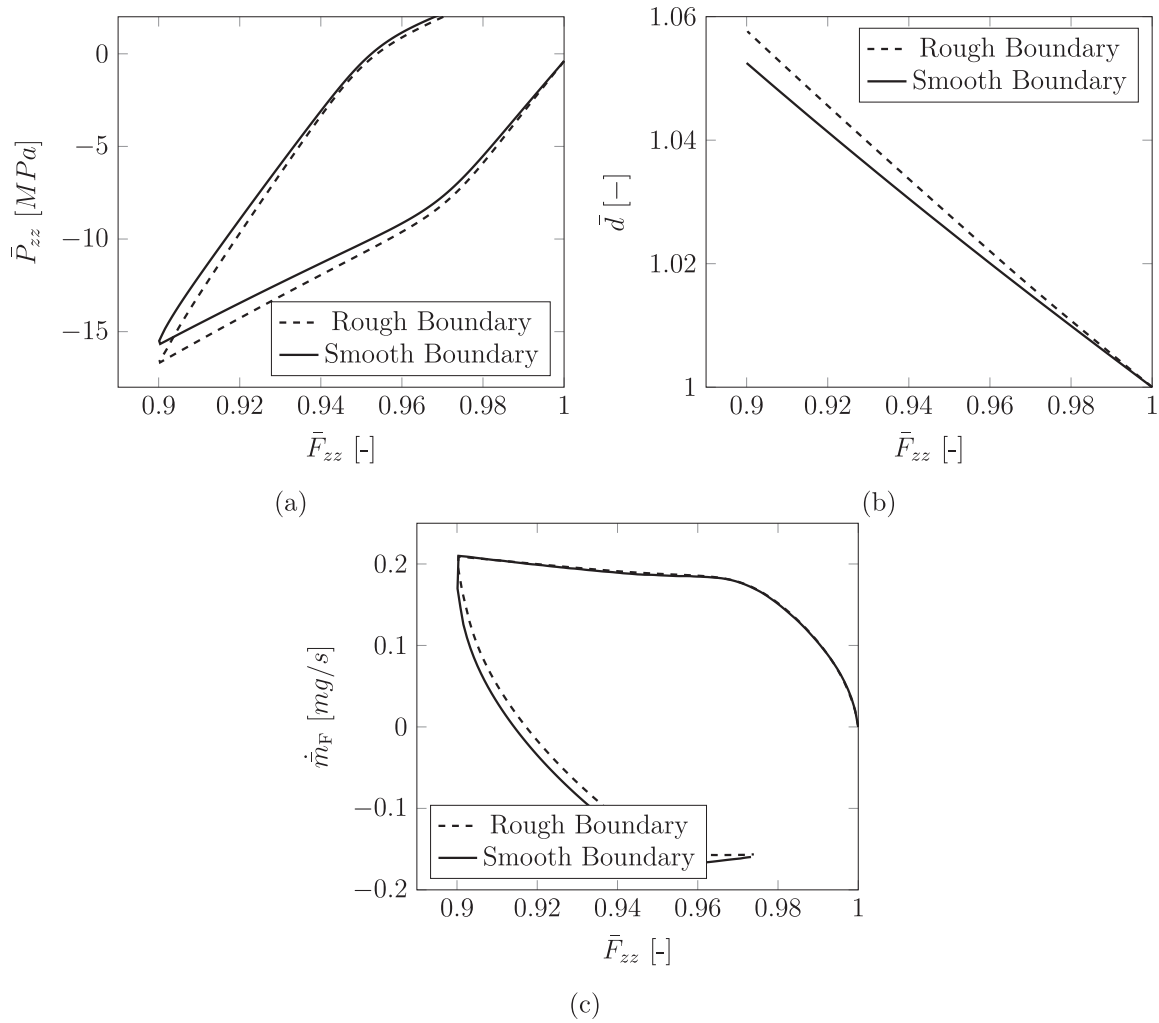 0
−5
−10
−15
0.9 0.92 0.94 0.96 0.98 1
F̄zz [-]
P̄zz [MPa]
Rough Boundary
Smooth Boundary
(a)
1.06
1.04
1.02
1
0.9 0.92 0.94 0.96 0.98 1
F̄zz [-]
d̄ [−]
Rough Boundary
Smooth Boundary
(b)
0.2
0.1
0
−0.1
−0.2
0.9 0.92 0.94 0.96 0.98 1
F̄zz [-]
ṁ̄F [mg/s]
Rough Boundary
Smooth Boundary
(c)